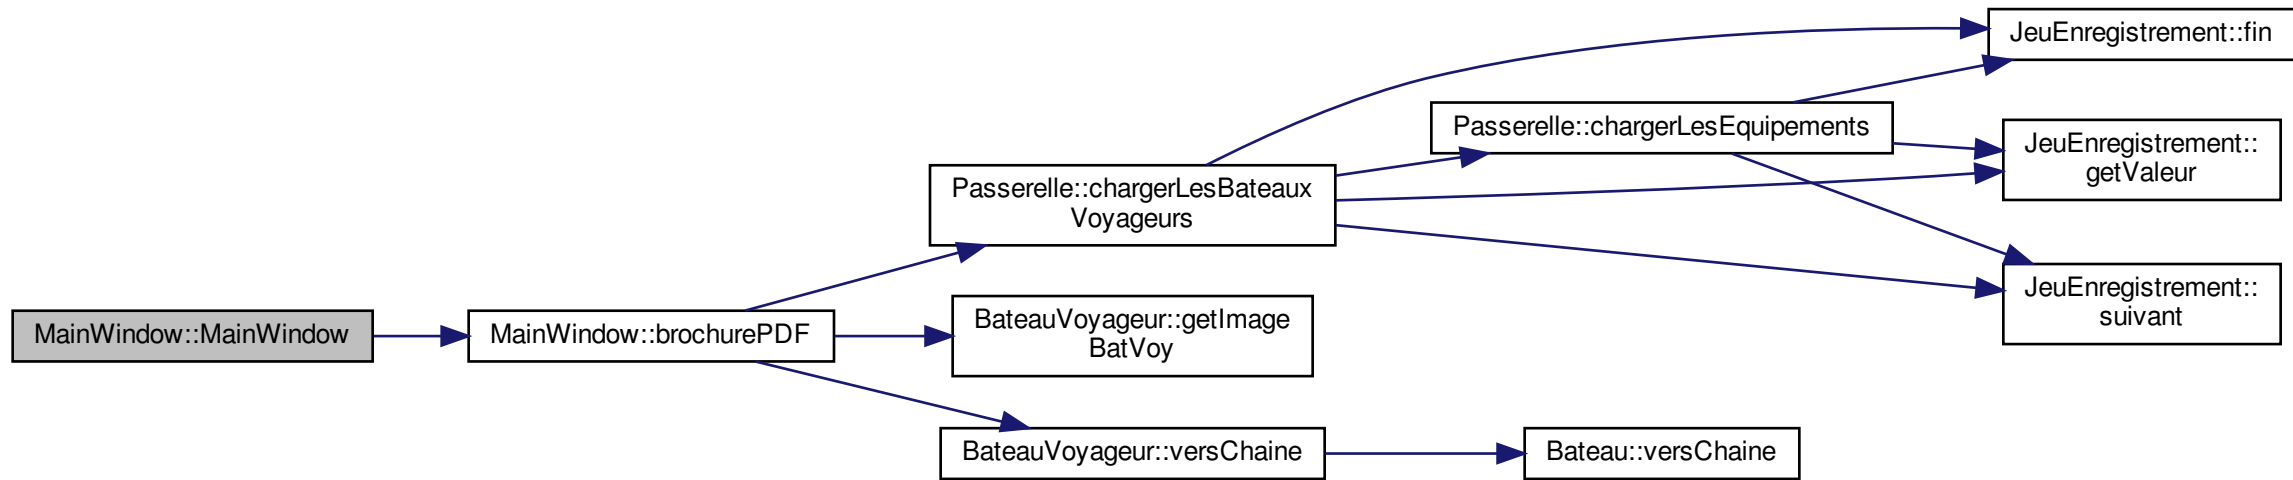 MainWindow::MainWindow
MainWindow::brochurePDF
Passerelle::chargerLesBateaux
Voyageurs
BateauVoyageur::getImage
BatVoy
BateauVoyageur::versChaine
Passerelle::chargerLesEquipements
Bateau::versChaine
JeuEnregistrement::fin
JeuEnregistrement::
getValeur
JeuEnregistrement::
suivant